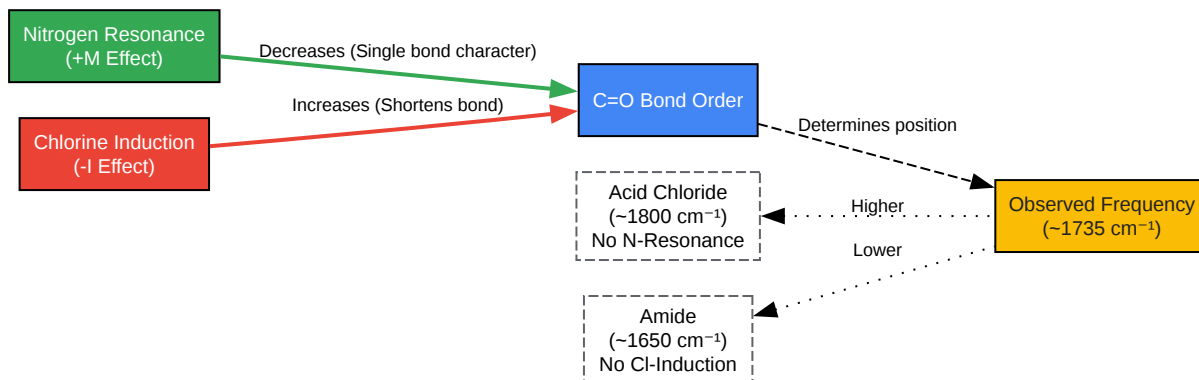 Nitrogen Resonance
(+M Effect)
Decreases (Single bond character)
Increases (Shortens bond)
Chlorine Induction
(-I Effect)
C=O Bond Order
Determines position
Acid Chloride
(~1800 cm⁻¹)
No N-Resonance
Higher
Observed Frequency
(~1735 cm⁻¹)
Lower
Amide
(~1650 cm⁻¹)
No Cl-Induction